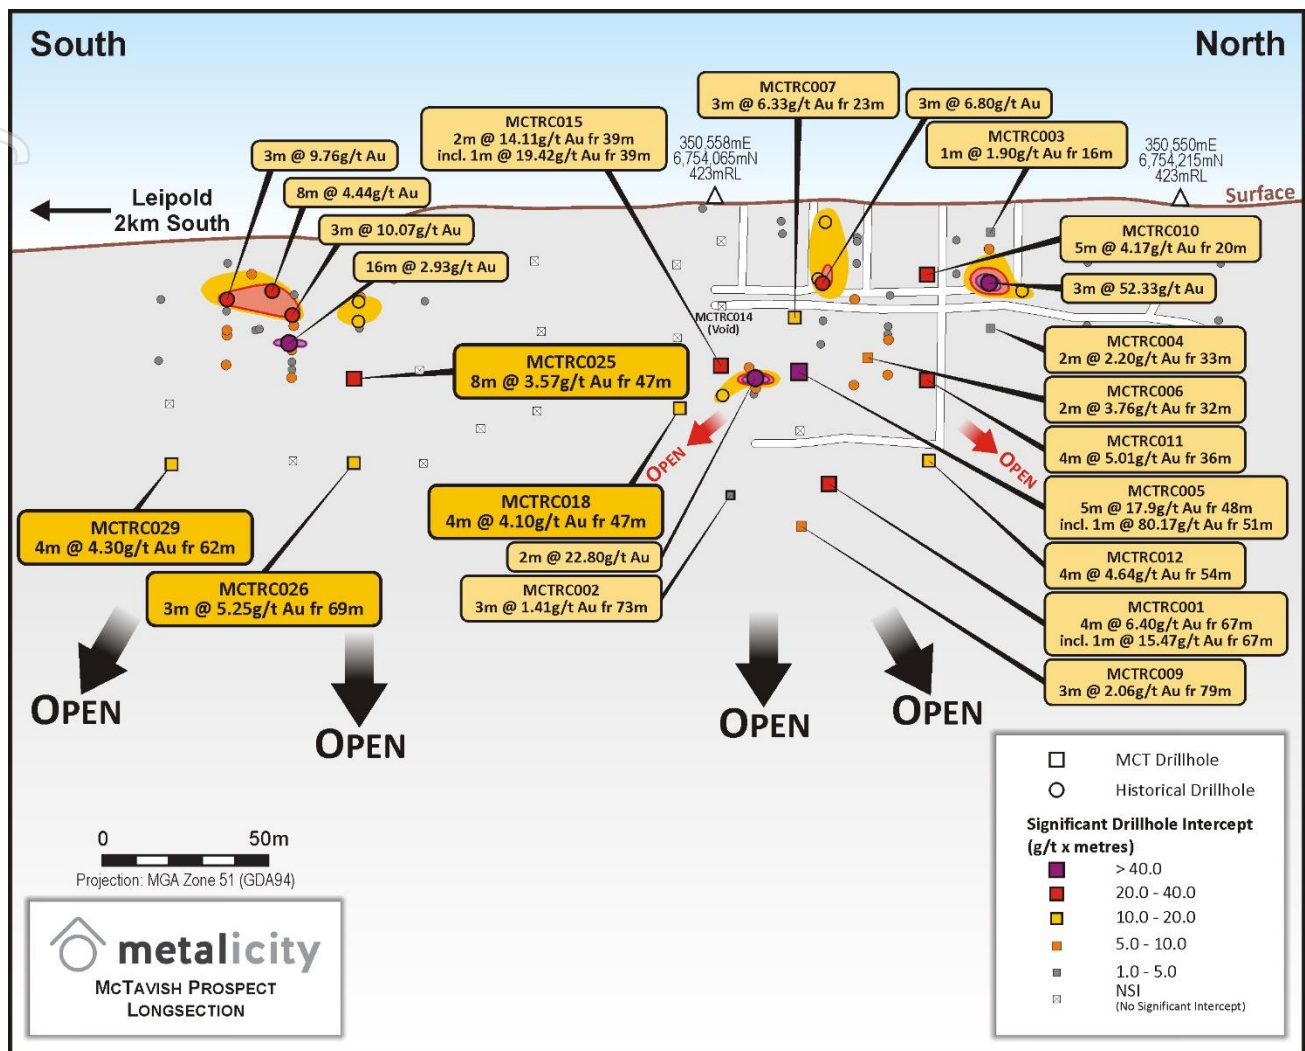 South
North
MCTRC007
3m @ 6.33g/t Au fr 23m
3m @ 6.80g/t Au
MCTRC015
2m @ 14.11g/t Au fr 39m
incl. 1m @ 19.42g/t Au fr 39m
MCTRC003
1m @ 1.90g/t Au fr 16m
350,558mE
6,754,065mN
423mRL
350,550mE
6,754,215mN
423mRL
3m @ 9.76g/t Au
8m @ 4.44g/t Au
3m @ 10.07g/t Au
16m @ 2.93g/t Au
Leipold
2km South
Surface
MCTRC010
5m @ 4.17g/t Au fr 20m
3m @ 52.33g/t Au
MCTRC014
(Void)
MCTRC004
2m @ 2.20g/t Au fr 33m
MCTRC025
8m @ 3.57g/t Au fr 47m
MCTRC006
2m @ 3.76g/t Au fr 32m
MCTRC011
4m @ 5.01g/t Au fr 36m
OPEN
OPEN
MCTRC018
4m @ 4.10g/t Au fr 47m
MCTRC005
5m @ 17.9g/t Au fr 48m
incl. 1m @ 80.17g/t Au fr 51m
MCTRC029
4m @ 4.30g/t Au fr 62m
2m @ 22.80g/t Au
MCTRC012
4m @ 4.64g/t Au fr 54m
MCTRC026
3m @ 5.25g/t Au fr 69m
MCTRC002
3m @ 1.41g/t Au fr 73m
MCTRC001
4m @ 6.40g/t Au fr 67m
incl. 1m @ 15.47g/t Au fr 67m
MCTRC009
3m @ 2.06g/t Au fr 79m
OPEN
OPEN
OPEN
OPEN
MCT Drillhole
Historical Drillhole
Significant Drillhole Intercept
(g/t x metres)
> 40.0
20.0 - 40.0
10.0 - 20.0
5.0 - 10.0
1.0 - 5.0
NSI
(No Significant Intercept)
0 50m
Projection: MGA Zone 51 (GDA94)
metalicity
MCTAVISH PROSPECT
LONGSECTION